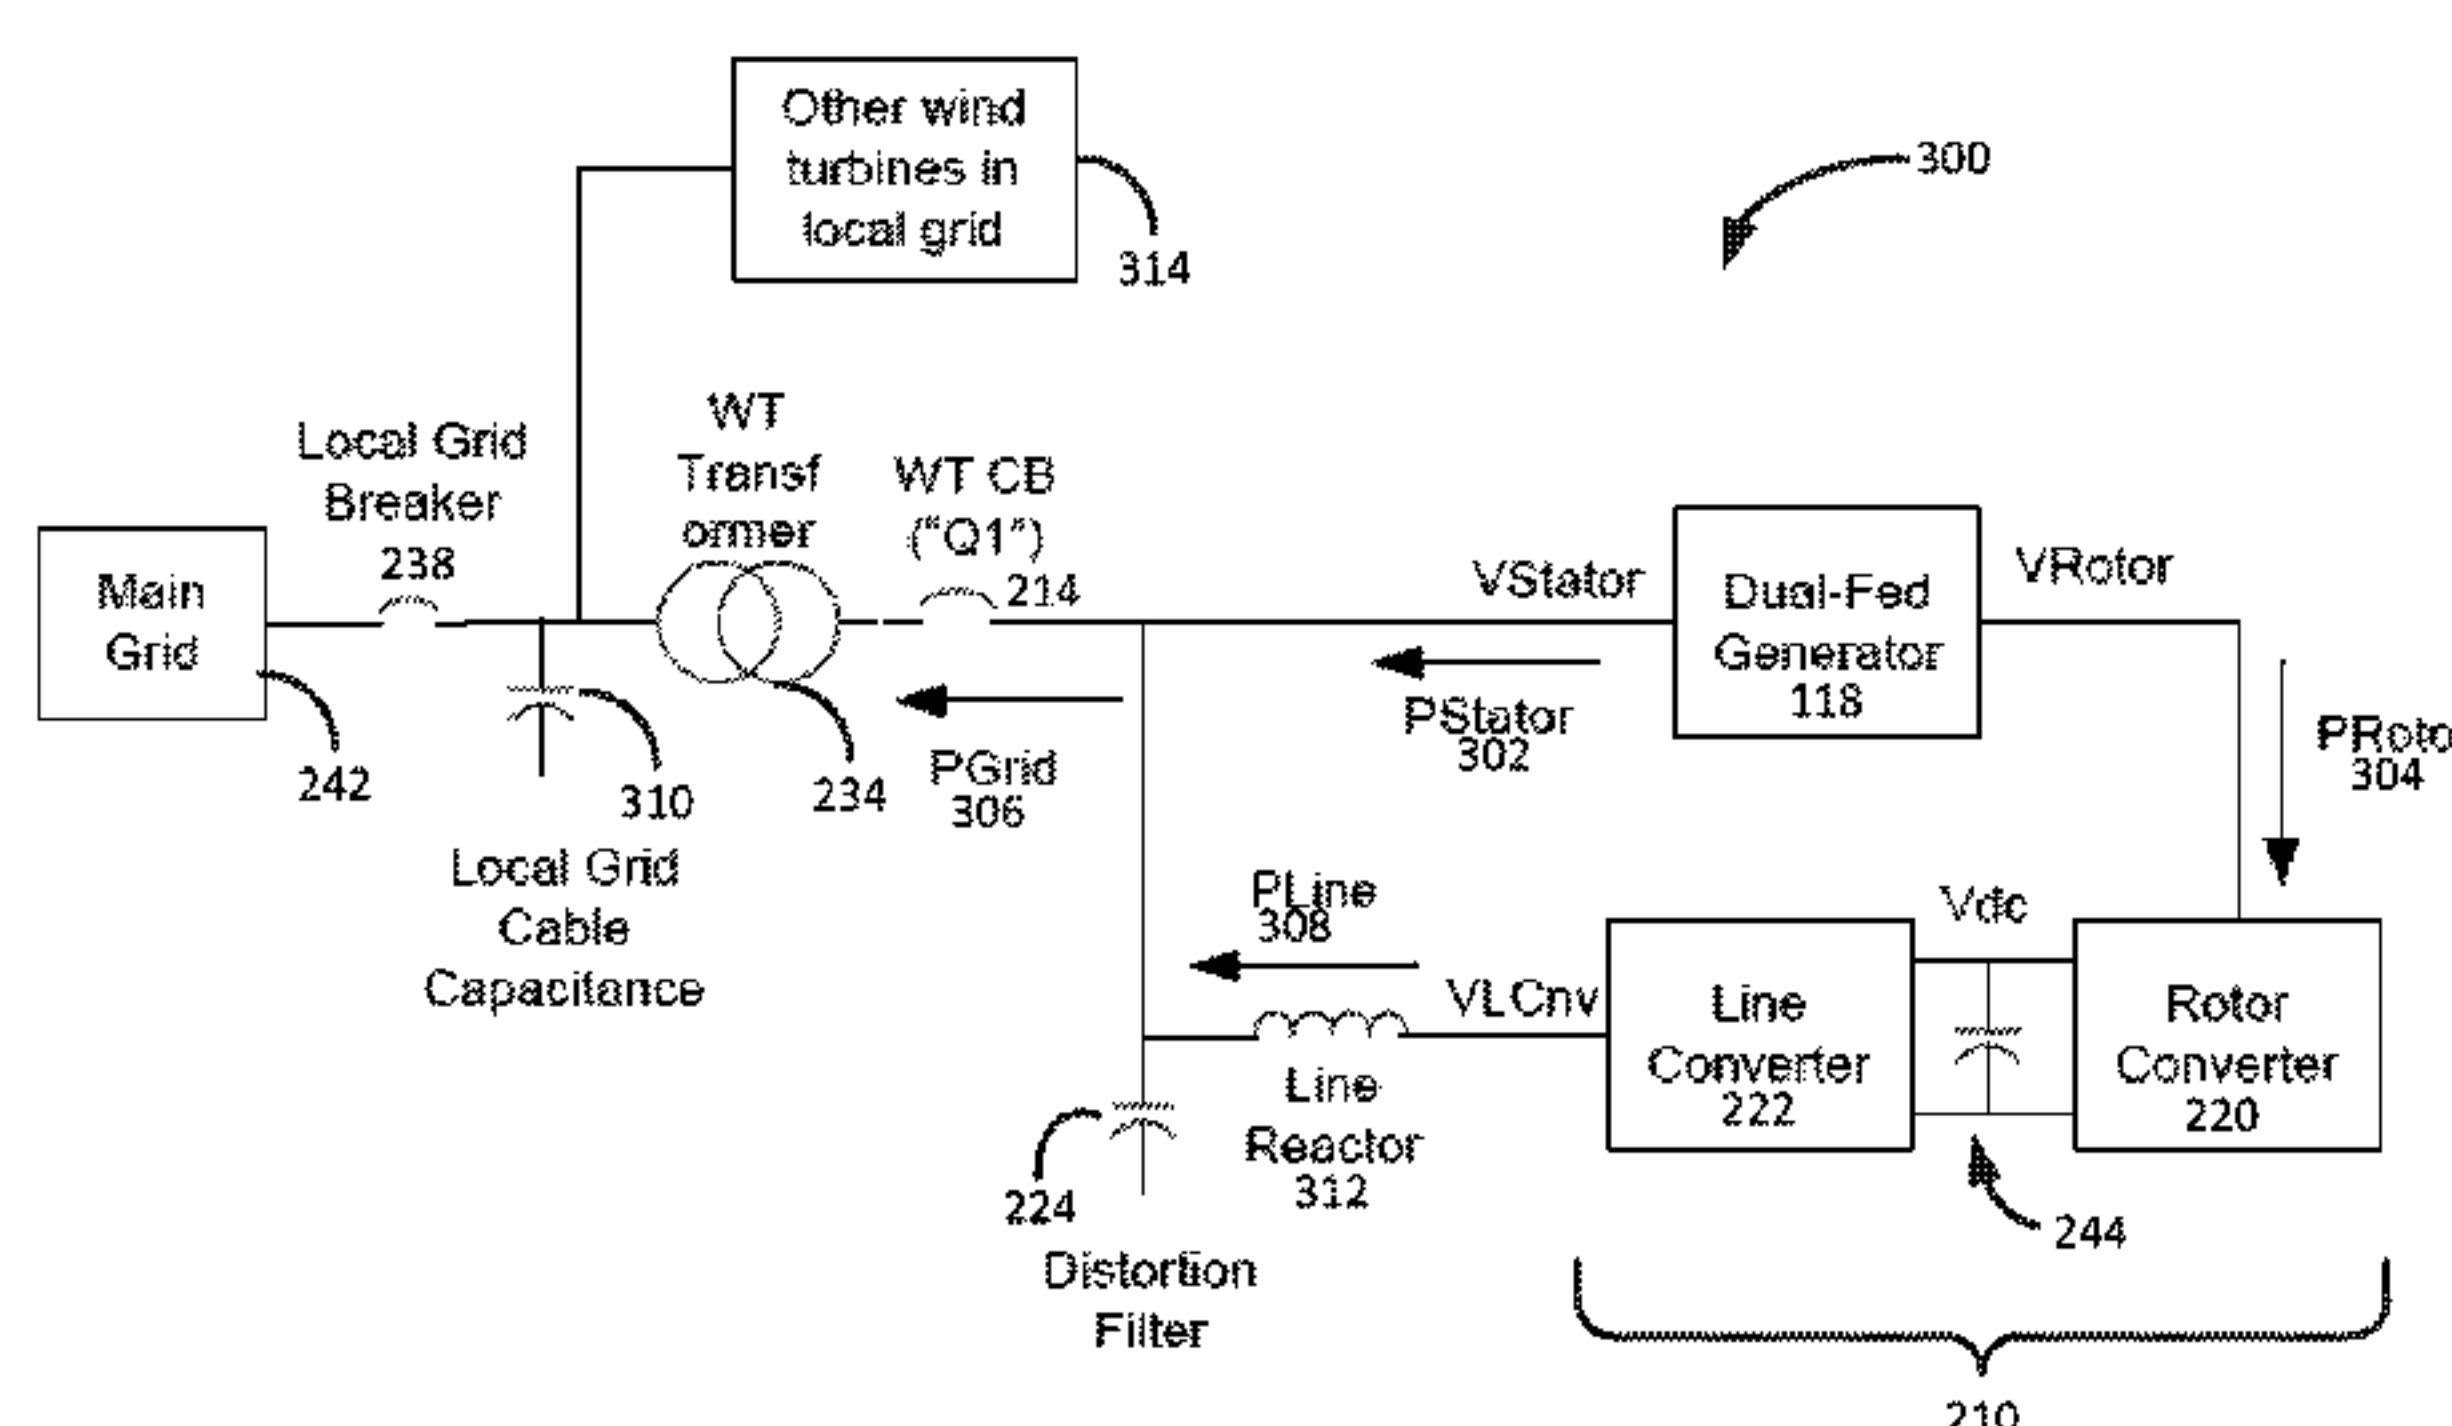 Other wind
turbines in
local grid
314
300
Local Grid
Breaker
238
WT
Transf
ormer
WT CB
("Q1")
214
Main
Grid
242
310
Local Grid
Cable
Capacitance
234
PGrid
306
VStator
PStator
302
Dual-Fed
Generator
118
VRotor
PRoto
304
PLine
308
VLCnv
Line
Reactor
312
224
Distortion
Filter
Line
Converter
222
Vdc
Rotor
Converter
220
244
210